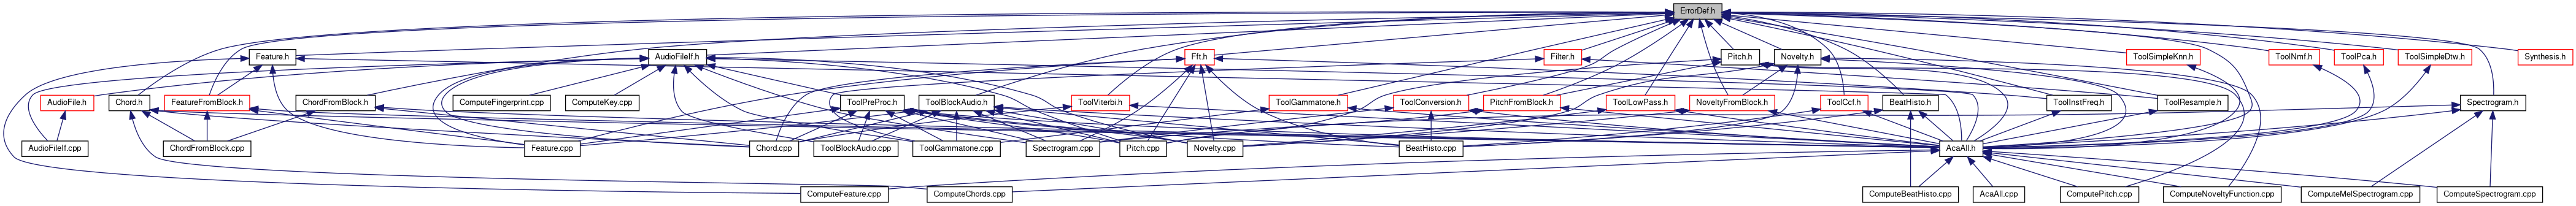 ErrorDef.h
Feature.h
AudioFileIf.h
Fft.h
Filter.h
Pitch.h
Novelty.h
ToolSimpleKnn.h
ToolNmf.h
ToolPca.h
ToolSimpleDtw.h
Synthesis.h
AudioFile.h
Chord.h
FeatureFromBlock.h
ChordFromBlock.h
ComputeFingerprint.cpp
ComputeKey.cpp
ToolPreProc.h
ToolBlockAudio.h
ToolViterbi.h
ToolGammatone.h
ToolConversion.h
PitchFromBlock.h
ToolLowPass.h
NoveltyFromBlock.h
ToolCcf.h
BeatHisto.h
ToolInstFreq.h
ToolResample.h
Spectrogram.h
AudioFileIf.cpp
ChordFromBlock.cpp
Feature.cpp
Chord.cpp
ToolBlockAudio.cpp
ToolGammatone.cpp
Spectrogram.cpp
Pitch.cpp
Novelty.cpp
BeatHisto.cpp
AcaAll.h
ComputeFeature.cpp
ComputeChords.cpp
ComputeBeatHisto.cpp
AcaAll.cpp
ComputePitch.cpp
ComputeNoveltyFunction.cpp
ComputeMelSpectrogram.cpp
ComputeSpectrogram.cpp